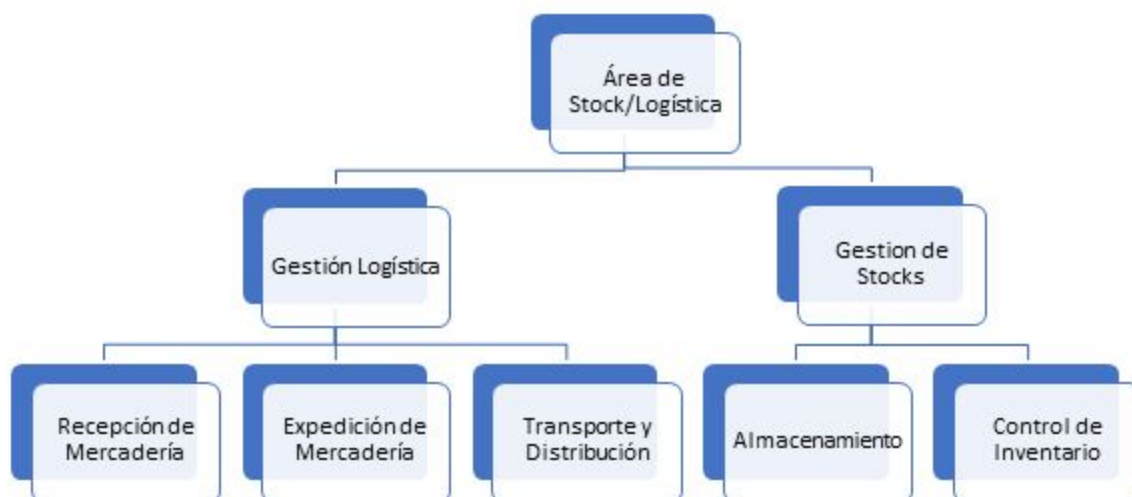 Área de
Stock/Logística
Gestión Logística
Gestion de
Stocks
Recepción de
Mercadería
Expedición de
Mercadería
Transporte y
Distribución
Almacenamiento
Control de
Inventario